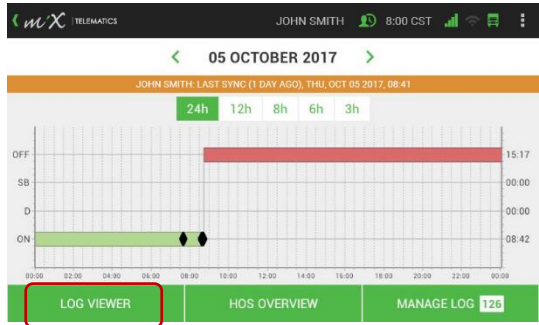 mix TELEMATICS JOHN SMITH 8:00 CST
05 OCTOBER 2017
JOHN SMITH: LAST SYNC (1 DAY AGO), THU, OCT 05 2017, 08:41
24h 12h 8h 6h 3h
OFF 15:17
SB 00:00
D 00:00
ON 08:42
00:00 02:00 04:00 06:00 08:00 10:00 12:00 14:00 16:00 18:00 20:00 22:00 00:00
LOG VIEWER HOS OVERVIEW MANAGE LOG 126